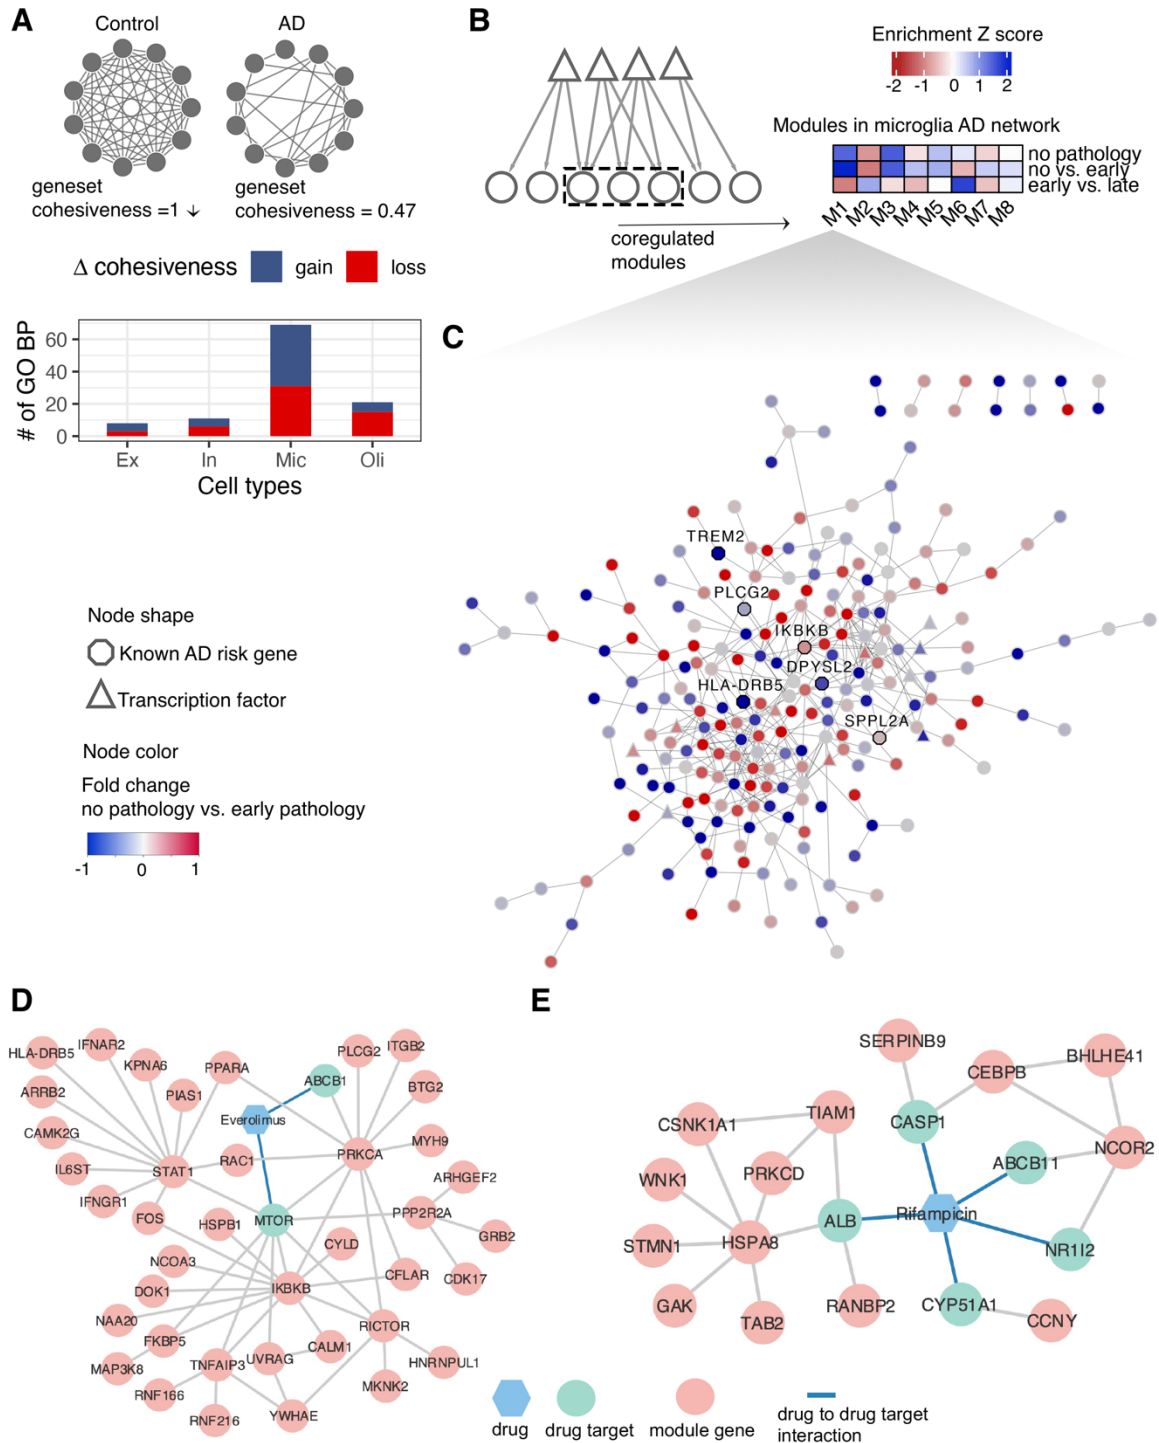 A
Control
AD
geneset
cohesiveness =1 ↓
geneset
cohesiveness = 0.47
Δ cohesiveness
gain
loss
# of GO BP
60
40
20
0
Ex
In
Mic
Oli
Cell types
B
Enrichment Z score
-2
-1
0
1
2
Modules in microglia AD network
no pathology
no vs. early
early vs. late
M1
M2
M3
M4
M5
M6
M7
M8
coregulated
modules
Node shape
Known AD risk gene
Transcription factor
Node color
Fold change
no pathology vs. early pathology
-1
0
1
C
TREM2
PLCG2
IKBKB
DPYSL2
HLA-DRB5
SPPL2A
D
HLA-DRB5
IFNAR2
KPNA6
PPARA
PLCG2
ITGB2
ARRB2
PIAS1
ABCB1
BTG2
Everolimus
CAMK2G
MYH9
IL6ST
STAT1
RAC1
PRKCA
ARHGEF2
IFNGR1
FOS
HSPB1
MTOR
PPP2R2A
GRB2
CYLD
NCOA3
CFLAR
CDK17
DOK1
IKBKB
NAA20
RICTOR
FKBP5
CALM1
MAP3K8
TNFAIP3
UVRAG
HNRNPUL1
RNF166
MKNK2
RNF216
YWHAE
E
SERPINB9
BHLHE41
CEBPB
TIAM1
CSNK1A1
CASP1
NCOR2
ABCB11
PRKCD
WNK1
Rifampicin
ALB
STMN1
HSPA8
NR1I2
GAK
RANBP2
CYP51A1
TAB2
CCNY
drug
drug target
module gene
drug to drug target
interaction